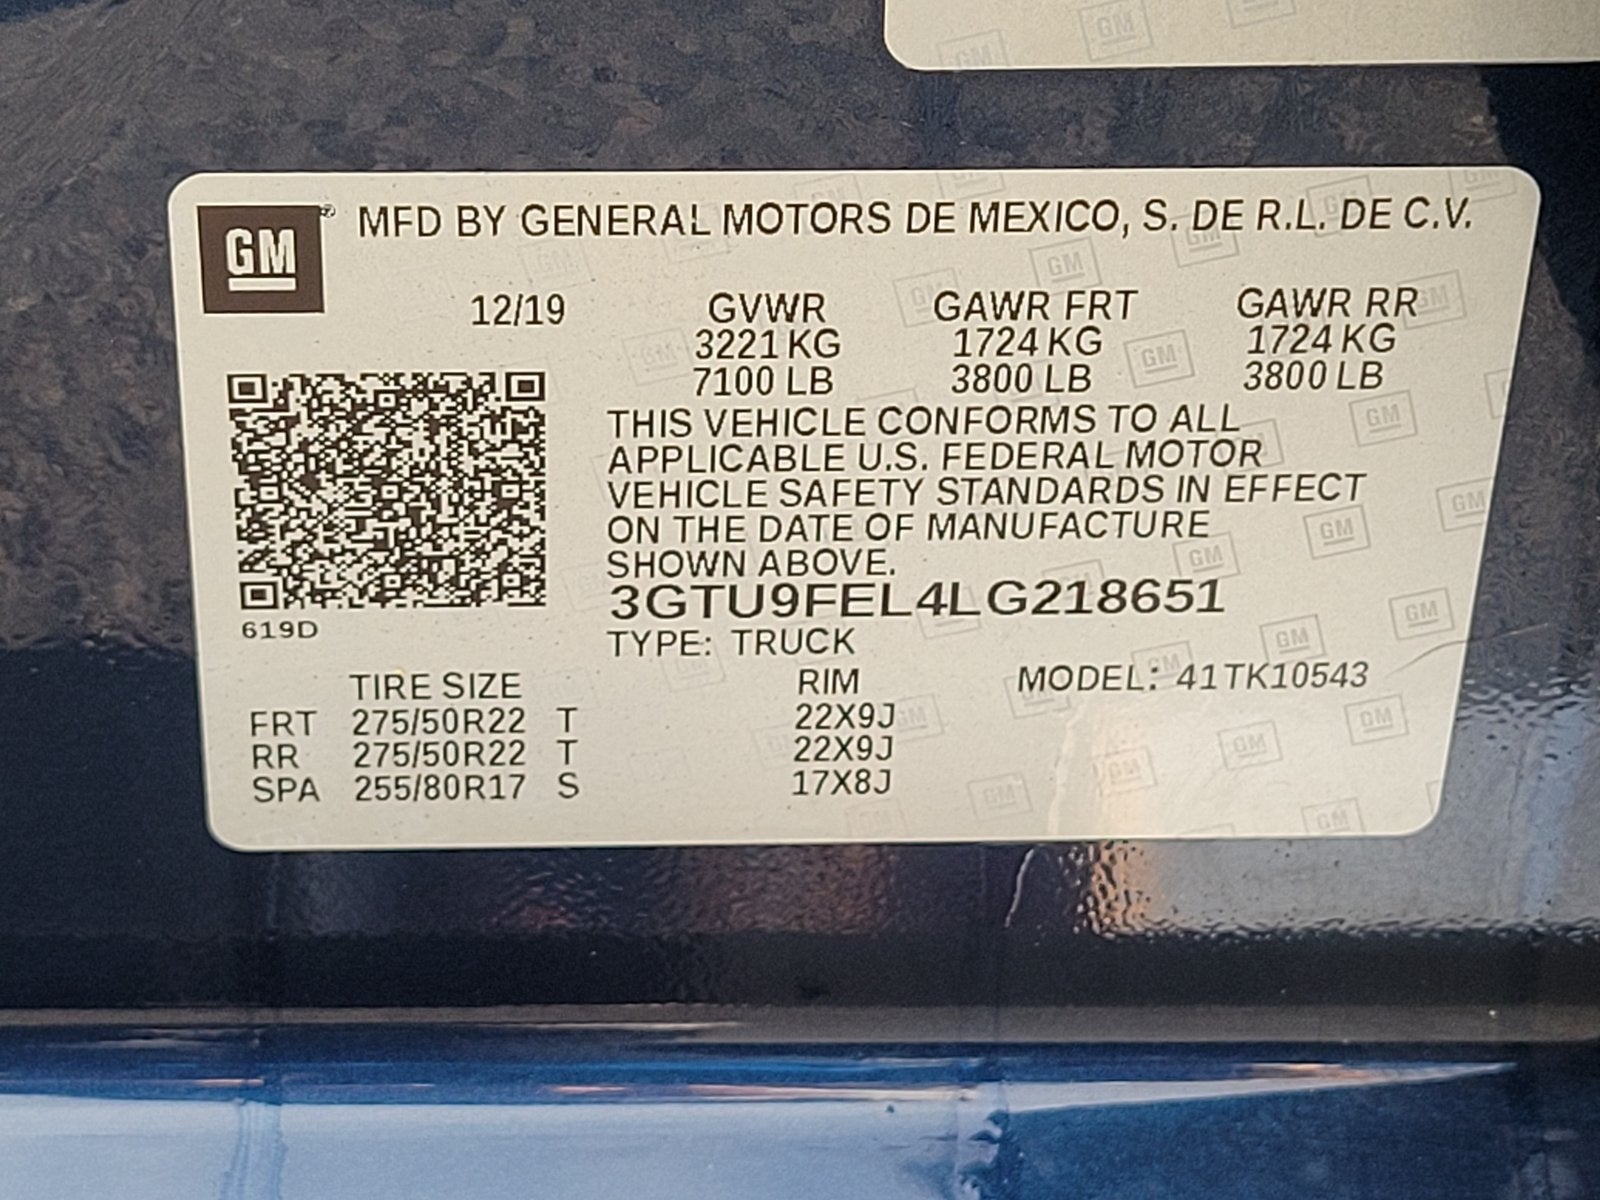 GM ® MFD BY GENERAL MOTORS DE MEXICO, S. DE R.L. DE C.V.
12/19 GVWR GAWR FRT GAWR RR
3221 KG 1724 KG 1724 KG
7100 LB 3800 LB 3800 LB
THIS VEHICLE CONFORMS TO ALL
APPLICABLE U.S. FEDERAL MOTOR
VEHICLE SAFETY STANDARDS IN EFFECT
ON THE DATE OF MANUFACTURE
SHOWN ABOVE.
3GTU9FEL4LG218651
619D
TYPE: TRUCK
TIRE SIZE RIM MODEL: 41TK10543
FRT 275/50R22 T 22X9J
RR 275/50R22 T 22X9J
SPA 255/80R17 S 17X8J